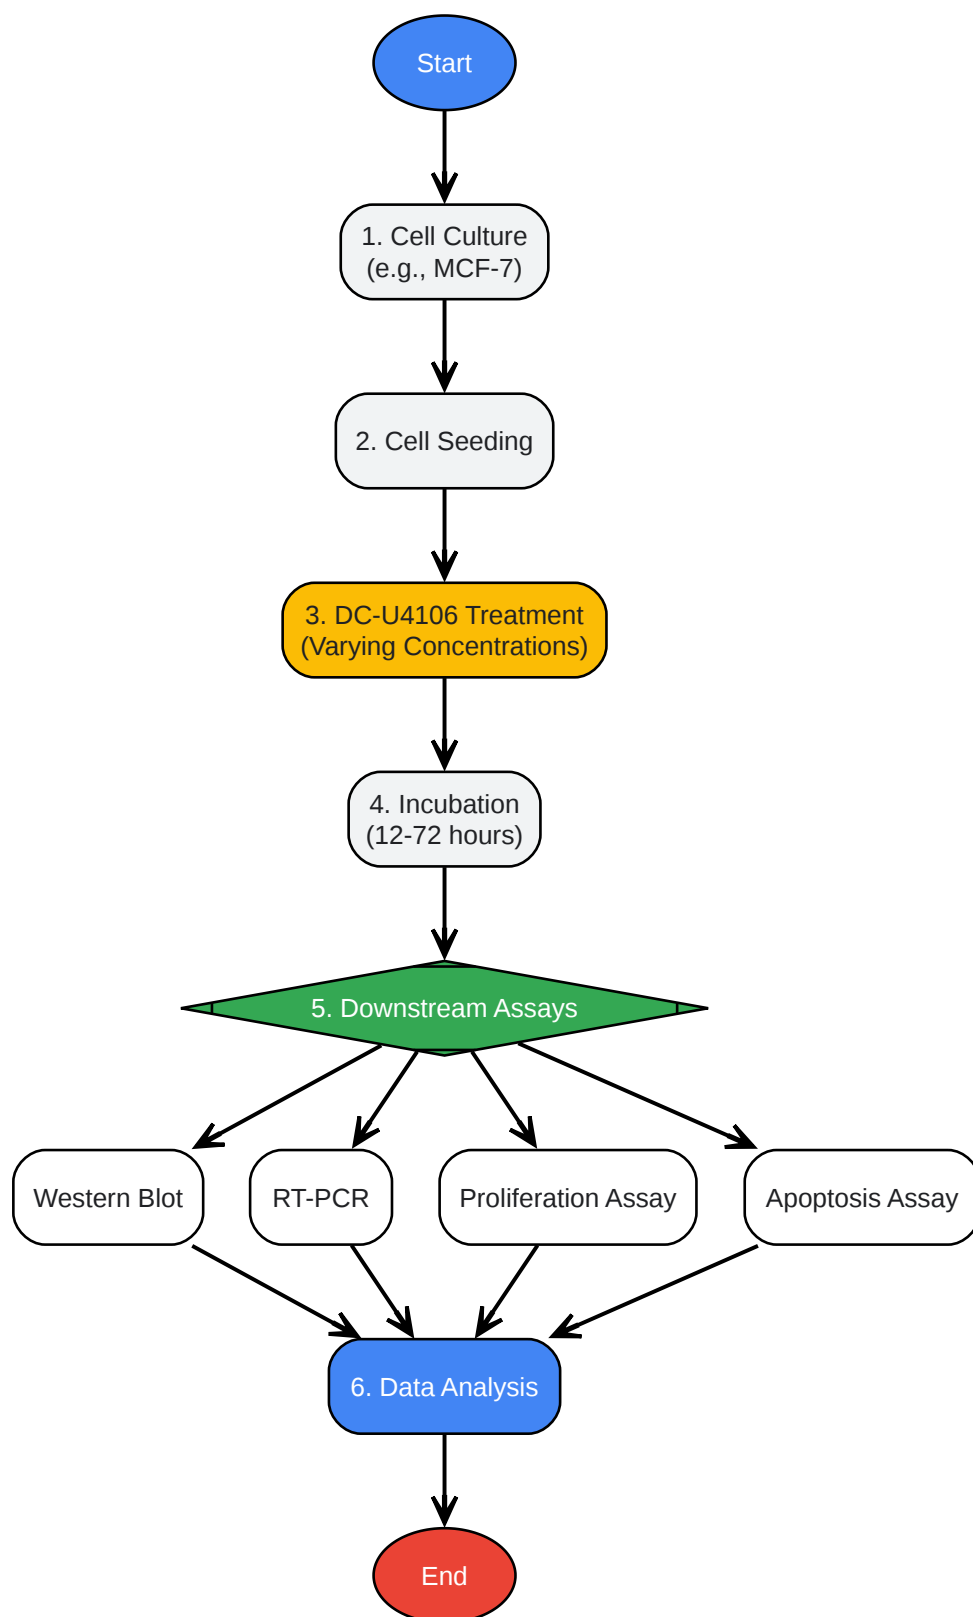 Start
1. Cell Culture
(e.g., MCF-7)
2. Cell Seeding
3. DC-U4106 Treatment
(Varying Concentrations)
4. Incubation
(12-72 hours)
5. Downstream Assays
Western Blot
RT-PCR
Proliferation Assay
Apoptosis Assay
6. Data Analysis
End